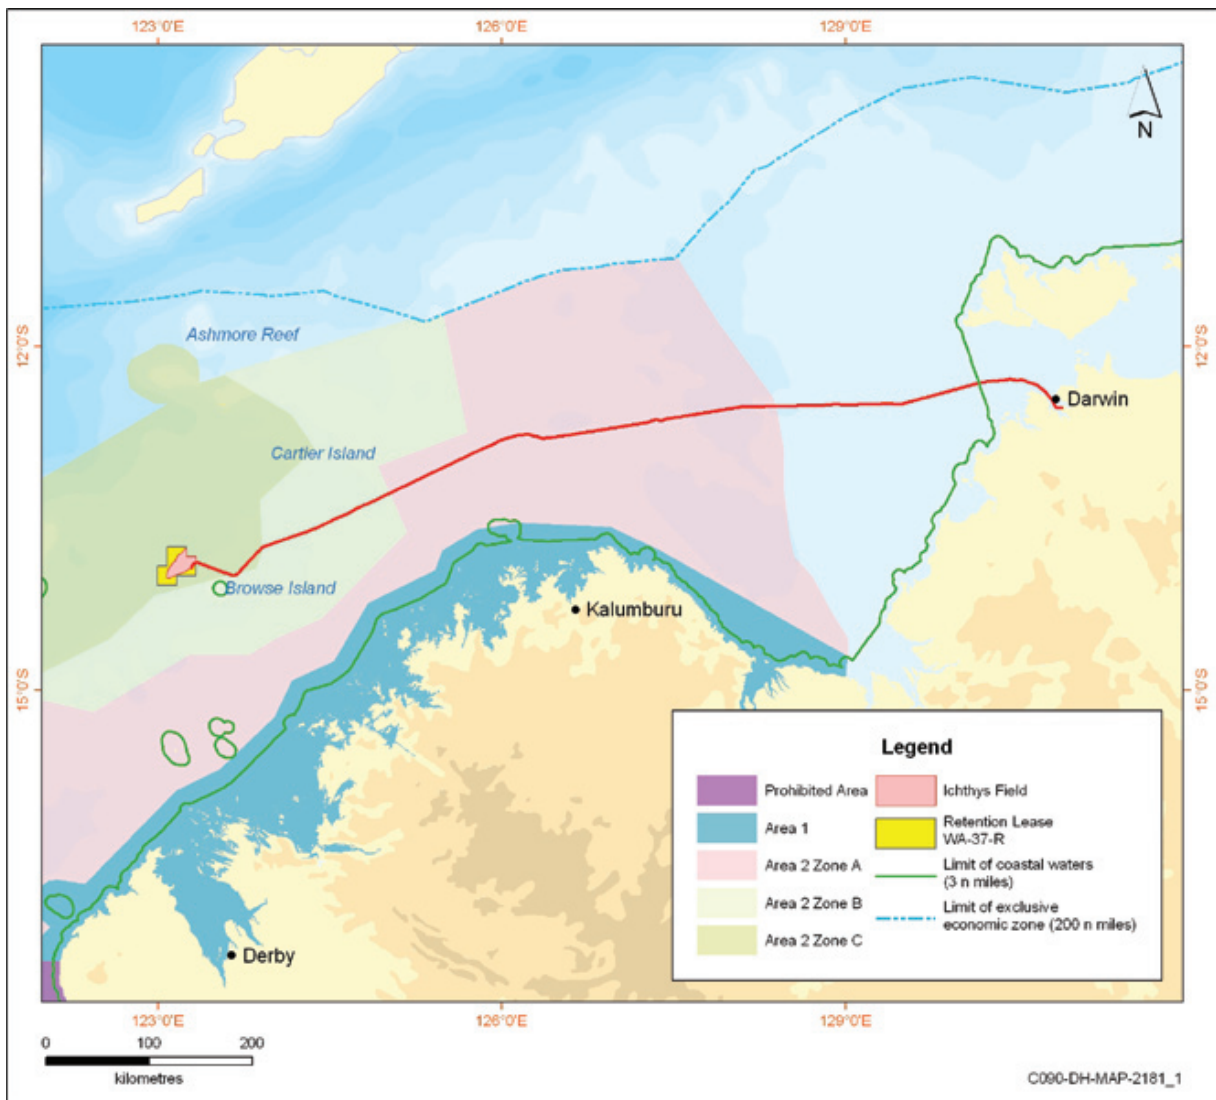 123°0'E
126°0'E
129°0'E
N
12°0'S
12°0'S
Ashmore Reef
Darwin
Cartier Island
Browse Island
Kalumburu
15°0'S
15°0'S
Legend
Prohibited Area
Area 1
Area 2 Zone A
Area 2 Zone B
Area 2 Zone C
Ichthys Field
Retention Lease
WA-37-R
Limit of coastal waters
(3 n miles)
Limit of exclusive
economic zone (200 n miles)
Derby
123°0'E
126°0'E
129°0'E
0 100 200
kilometres
C090-DH-MAP-2181_1